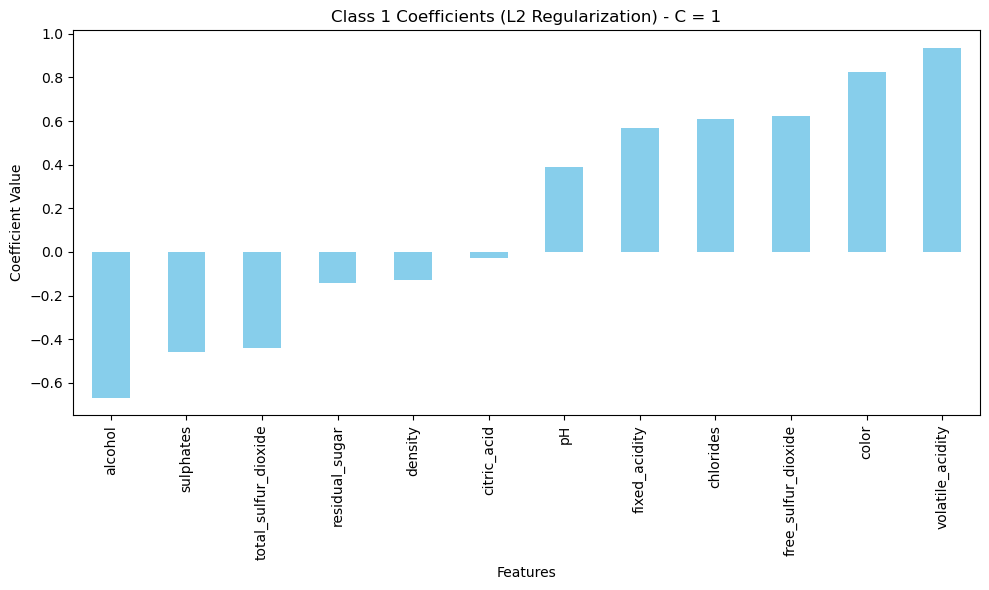 Class 1 Coefficients (L2 Regularization) - C = 1
Coefficient Value
1.0
0.8
0.6
0.4
0.2
0.0
−0.2
−0.4
−0.6
alcohol
sulphates
total_sulfur_dioxide
residual_sugar
density
citric_acid
pH
fixed_acidity
chlorides
free_sulfur_dioxide
color
volatile_acidity
Features